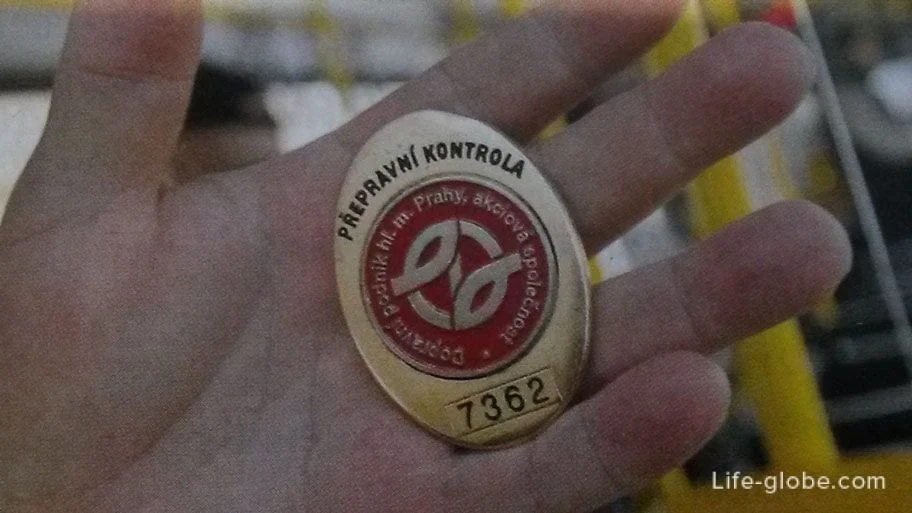 PŘEPRAVNÍ KONTROLA
Dopravní podnik hl. m. Prahy, akciová společnost
7362
Life-globe.com